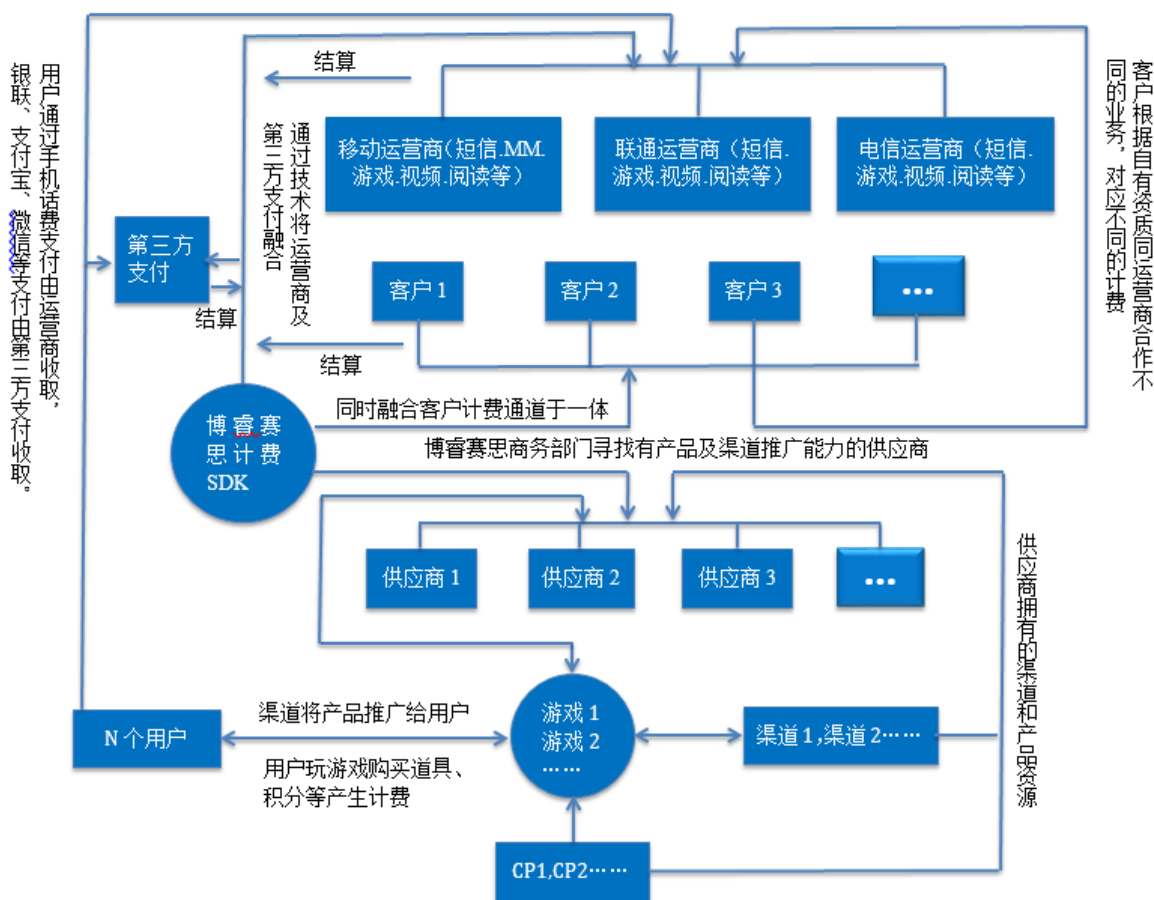 结算
移动运营商(短信.MM.
游戏.视频.阅读等)
联通运营商（短信.
游戏.视频.阅读等）
电信运营商（短信.
游戏.视频.阅读等）
用户通过手机话费支付由运营商收取，
银联、支付宝、微信等支付由第三方支付收取。
通过技术将运营商及
第三方支付融合
客户根据自有资质同运营商合作不
同的业务，对应不同的计费
第三方
支付
结算
客户1
客户2
客户3
...
结算
同时融合客户计费通道于一体
博睿赛
思计费
SDK
博睿赛思商务部门寻找有产品及渠道推广能力的供应商
供应商1
供应商2
供应商3
...
供应商拥有的渠道和产品资源
N个用户
渠道将产品推广给用户
用户玩游戏购买道具、
积分等产生计费
游戏1
游戏2
……
渠道1,渠道2……
CP1,CP2……